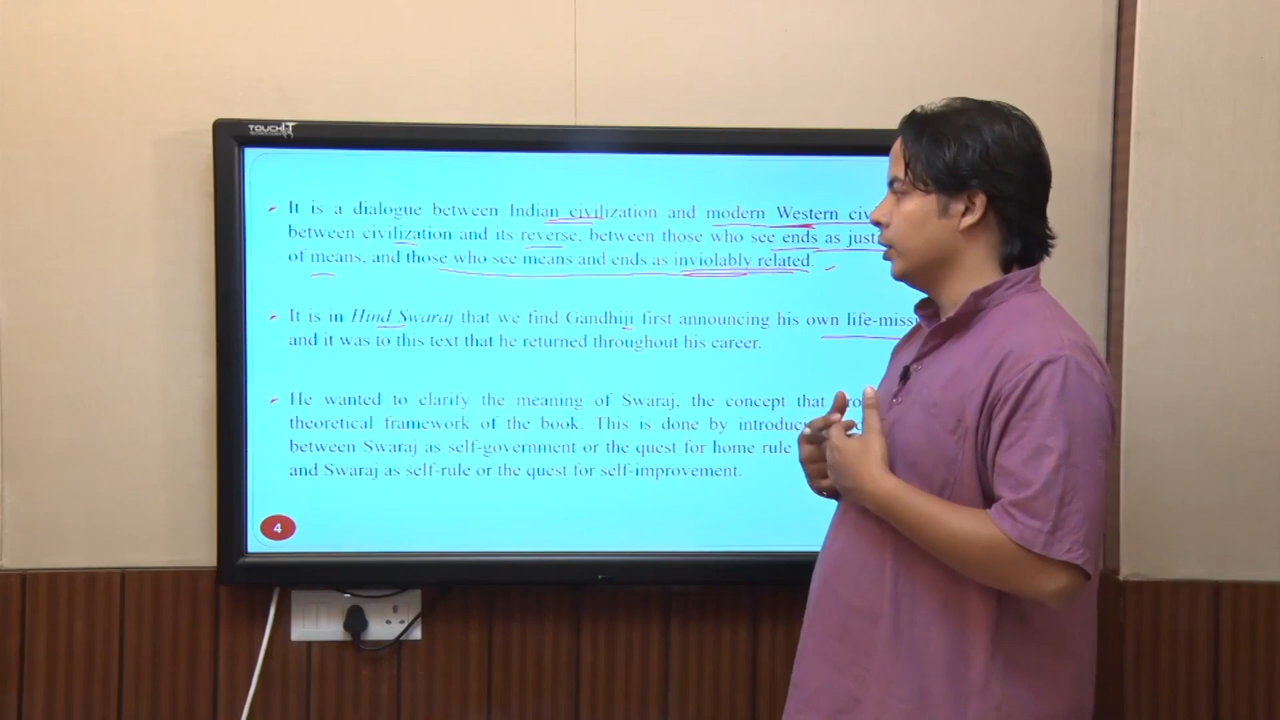 TOUCHIT
It is a dialogue between Indian civilization and modern Western
between civilization and its reverse, between those who see ends as
of means, and those who see means and ends as inviolably related.
It is in Hind Swaraj that we find Gandhiji first announcing his own
and it was to this text that he returned throughout his career.
He wanted to clarify the meaning of Swaraj, the concept that
theoretical framework of the book. This is done by
between Swaraj as self-government or the quest for home rule
and Swaraj as self-rule or the quest for self-improvement.
4